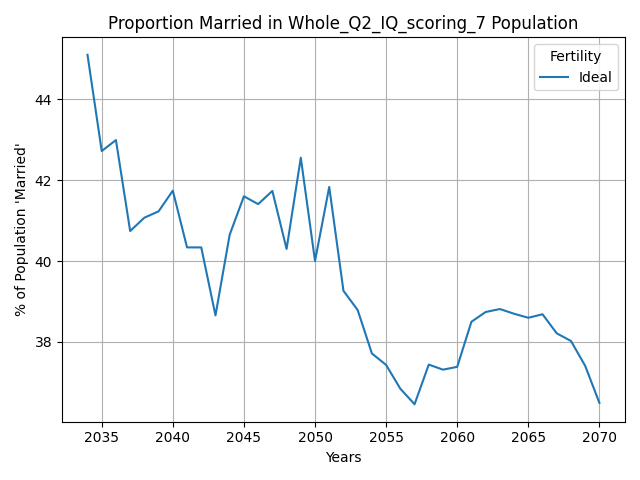 Proportion Married in Whole_Q2_IQ_scoring_7 Population
Fertility
Ideal
% of Population 'Married'
44
42
40
38
2035 2040 2045 2050 2055 2060 2065 2070
Years